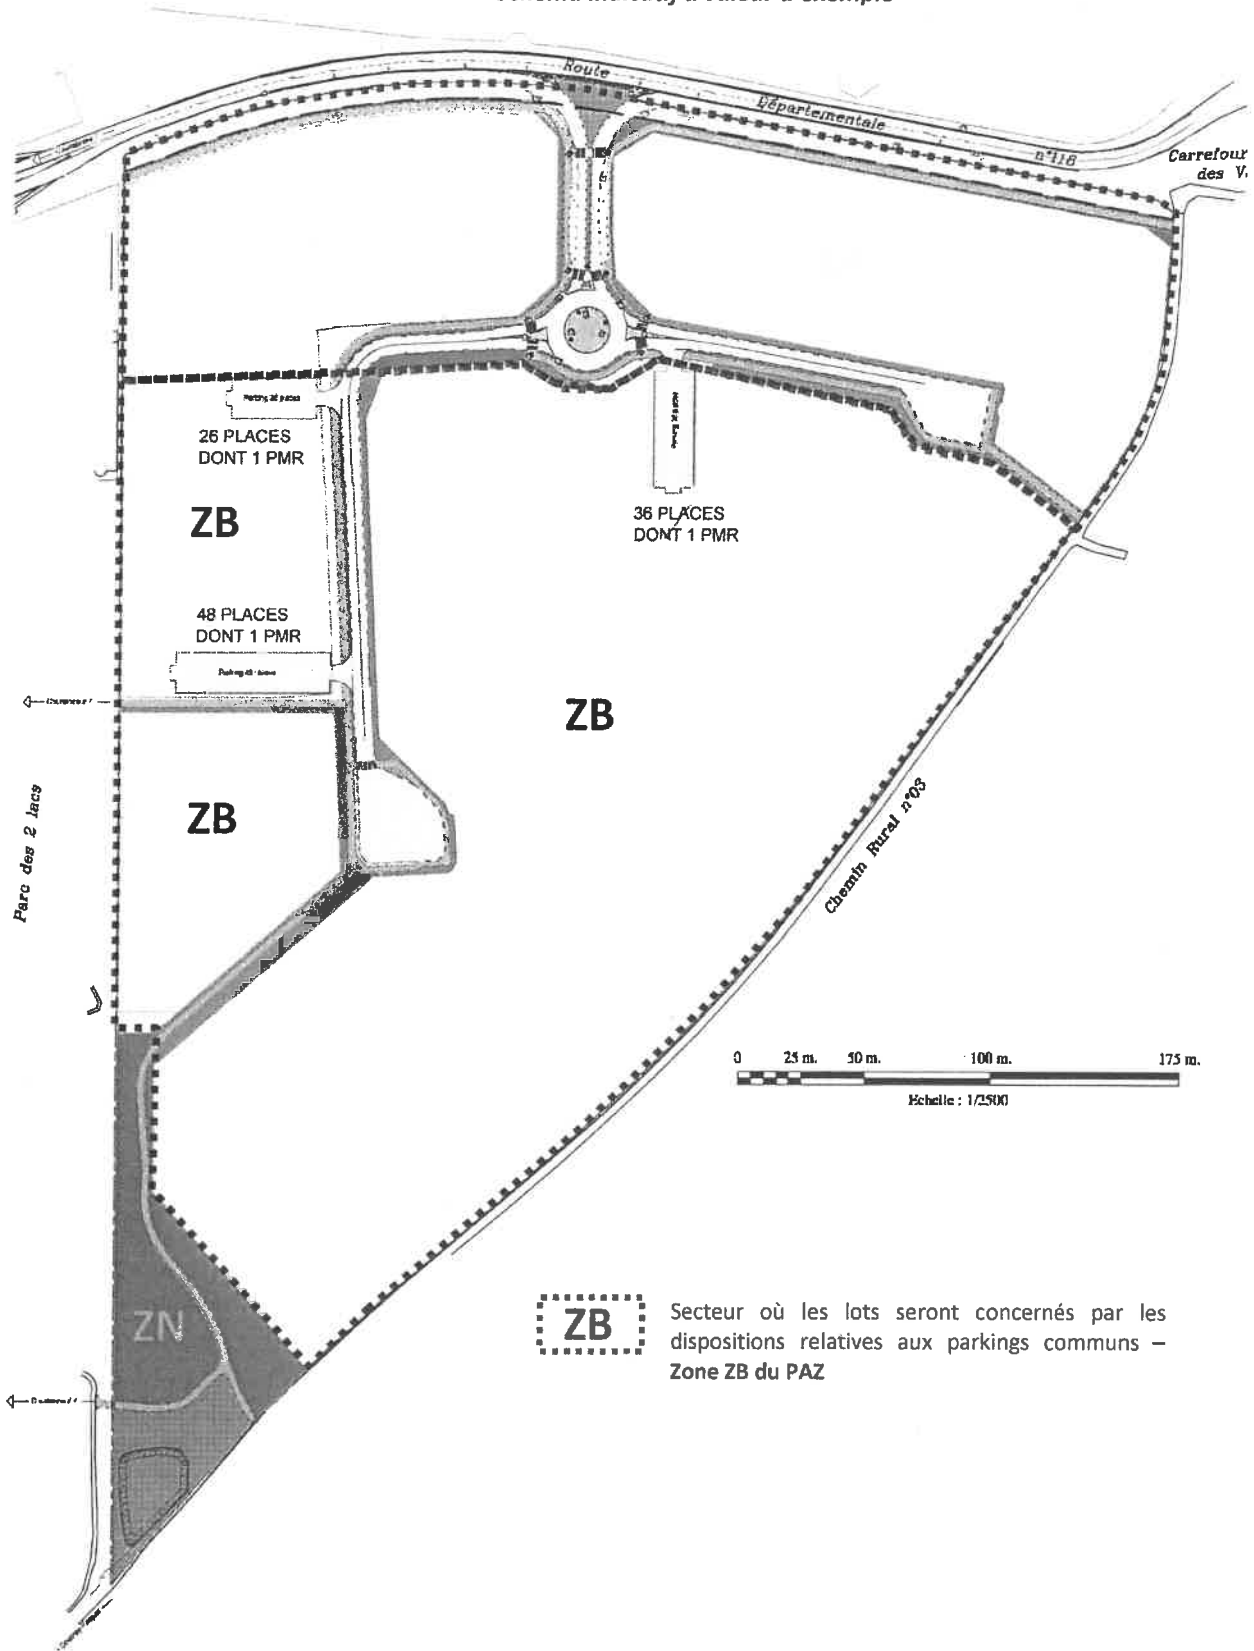 Route
Départementale
n°118
Carrefour
des V.
26 PLACES
DONT 1 PMR
ZB
36 PLACES
DONT 1 PMR
48 PLACES
DONT 1 PMR
ZB
ZB
Parc des 2 lacs
Chemin Rural n°03
0 25 m. 50 m. 100 m. 175 m.
Echelle : 1/2500
ZN
ZB
Secteur où les lots seront concernés par les
dispositions relatives aux parkings communs –
Zone ZB du PAZ